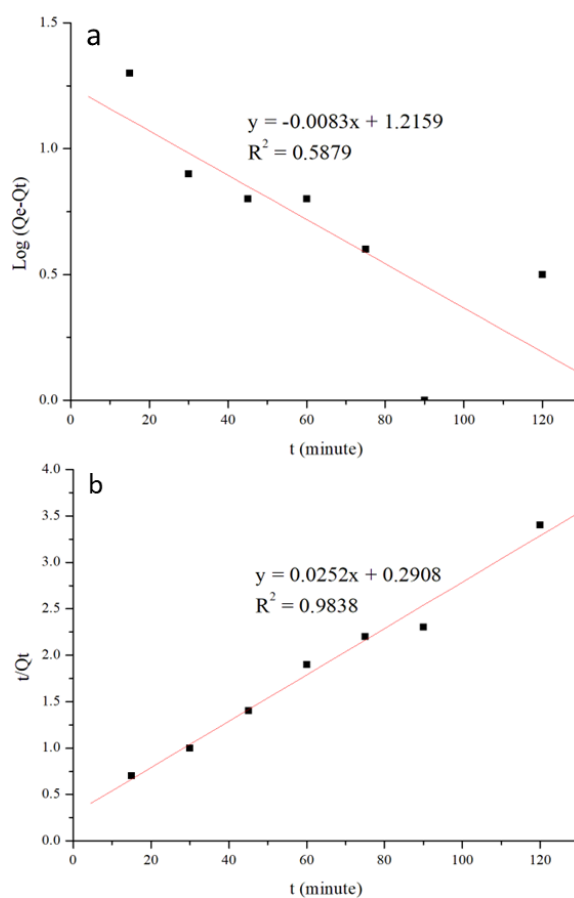 a
1.5
1.0
0.5
0.0
Log (Qe-Qt)
y = -0.0083x + 1.2159
R² = 0.5879
0 20 40 60 80 100 120
t (minute)
b
4.0
3.5
3.0
2.5
2.0
1.5
1.0
0.5
0.0
t/Qt
y = 0.0252x + 0.2908
R² = 0.9838
0 20 40 60 80 100 120
t (minute)